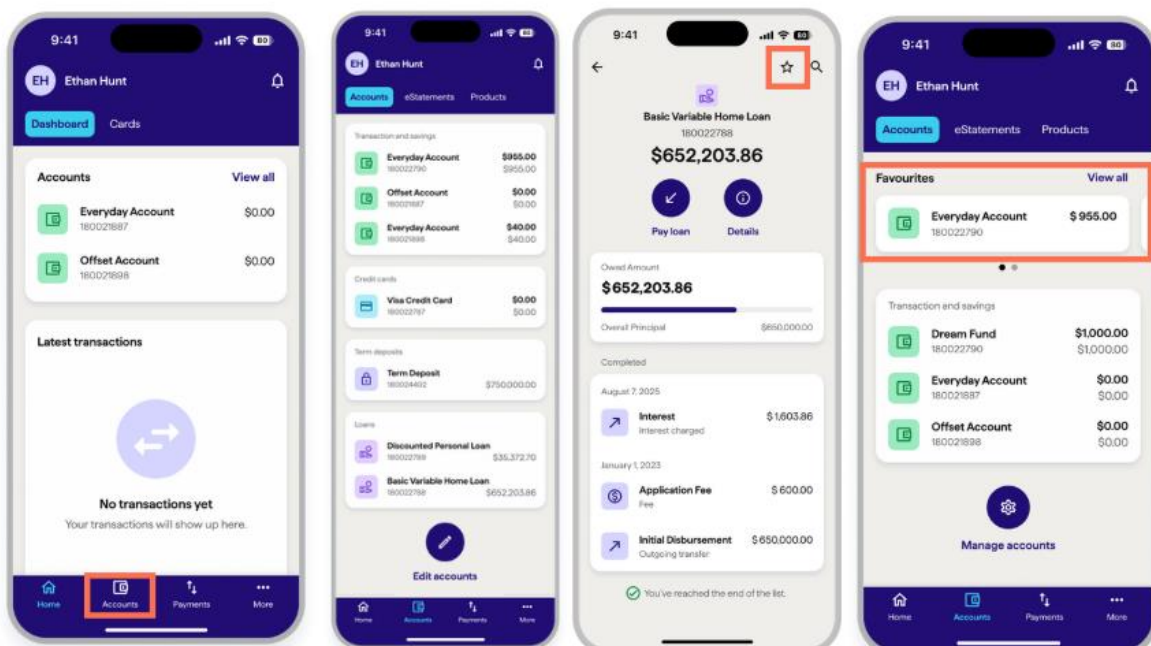 9:41
80
EH Ethan Hunt
Dashboard Cards
Accounts View all
Everyday Account $0.00
180021887
Offset Account $0.00
180021898
Latest transactions
No transactions yet
Your transactions will show up here.
Home Accounts Payments More
9:41
80
EH Ethan Hunt
Accounts eStatements Products
Transaction and savings
Everyday Account $955.00
180022790 $955.00
Offset Account $0.00
180021887 $0.00
Everyday Account $40.00
180021898 $40.00
Credit cards
Visa Credit Card $0.00
180022787 $0.00
Term deposits
Term Deposit
180024402 $750,000.00
Loans
Discounted Personal Loan
180022789 $35,372.70
Basic Variable Home Loan
180022788 $652,203.86
Edit accounts
Home Accounts Payments More
9:41
80
Basic Variable Home Loan
180022788
$652,203.86
Pay loan Details
Owed Amount
$652,203.86
Overall Principal $650,000.00
Completed
August 7, 2025
Interest $1,603.86
Interest charged
January 1, 2023
Application Fee $600.00
Fee
Initial Disbursement $650,000.00
Outgoing transfer
You've reached the end of the list.
9:41
80
EH Ethan Hunt
Accounts eStatements Products
Favourites View all
Everyday Account $955.00
180022790
Transaction and savings
Dream Fund $1,000.00
180022790 $1,000.00
Everyday Account $0.00
180021887 $0.00
Offset Account $0.00
180021898 $0.00
Manage accounts
Home Accounts Payments More